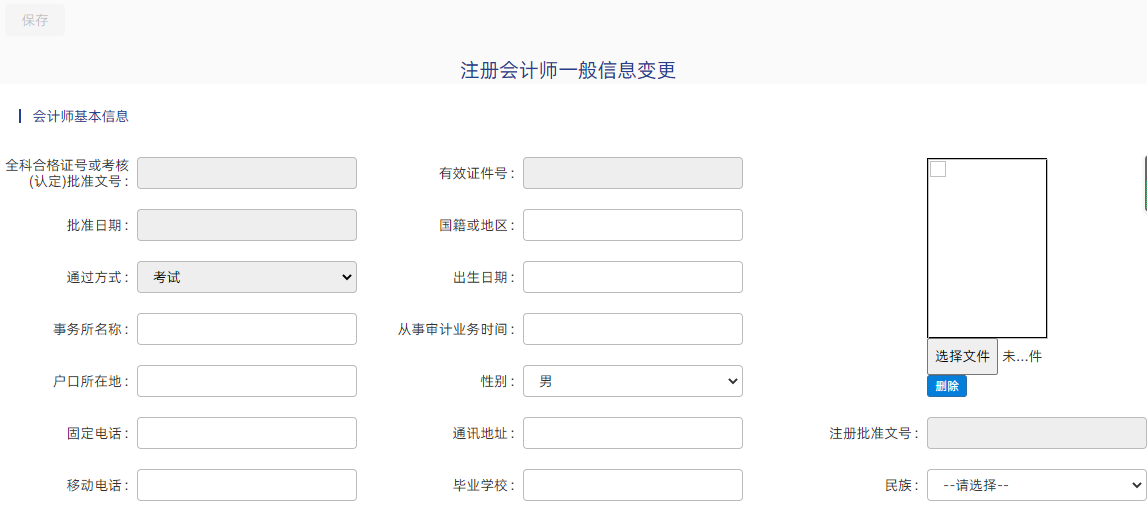 保存
注册会计师一般信息变更
会计师基本信息
全科合格证号或考核
(认定)批准文号：
有效证件号：
批准日期：
国籍或地区：
通过方式：
考试
出生日期：
事务所名称：
从事审计业务时间：
选择文件 未...件
户口所在地：
性别：
男
删除
固定电话：
通讯地址：
注册批准文号：
移动电话：
毕业学校：
民族：
--请选择--